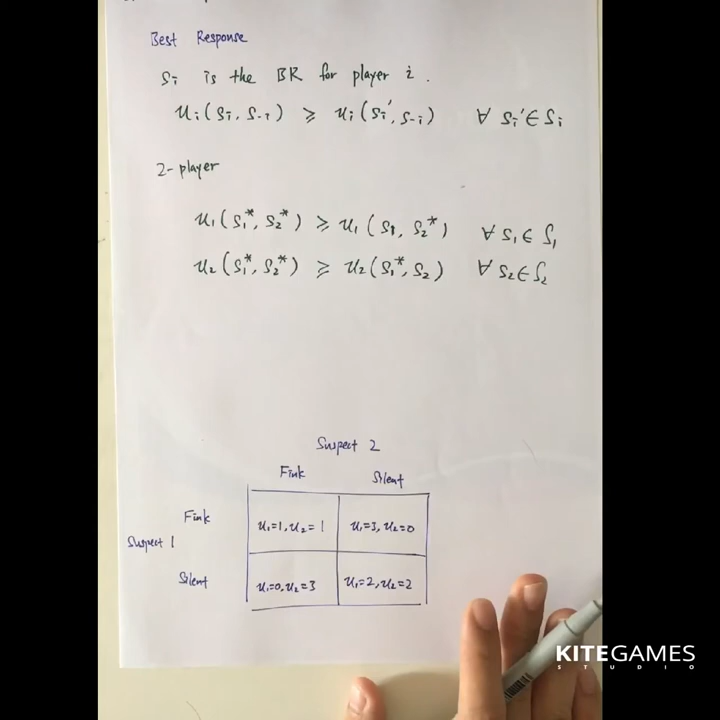 Best Response
Si is the BR for player i.
ui(si, s-i) ≥ ui(si', s-i) ∀ si' ∈ Si
2-player
u1(s1*, s2*) ≥ u1(s1, s2*) ∀ s1 ∈ S1
u2(s1*, s2*) ≥ u2(s1*, s2) ∀ s2 ∈ S2
Suspect 2
Fink Silent
Fink u1=1, u2=1 u1=3, u2=0
Suspect 1
Silent u1=0, u2=3 u1=2, u2=2
KITEGAMES
STUDIO